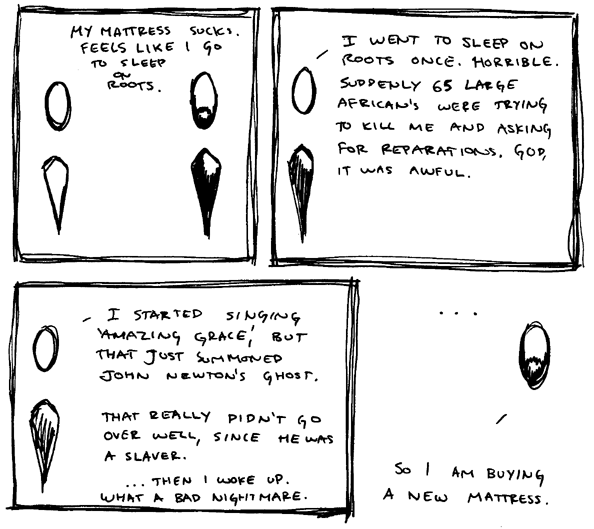 MY MATTRESS SUCKS.
FEELS LIKE I GO
TO SLEEP
ON
ROOTS.
I WENT TO SLEEP ON
ROOTS ONCE. HORRIBLE.
SUDDENLY 65 LARGE
AFRICAN'S WERE TRYING
TO KILL ME AND ASKING
FOR REPARATIONS. GOD,
IT WAS AWFUL.
I STARTED SINGING
'AMAZING GRACE', BUT
THAT JUST SUMMONED
JOHN NEWTON'S GHOST.
THAT REALLY DIDN'T GO
OVER WELL, SINCE HE WAS
A SLAVER.
...THEN I WOKE UP.
WHAT A BAD NIGHTMARE.
...
SO I AM BUYING
A NEW MATTRESS.